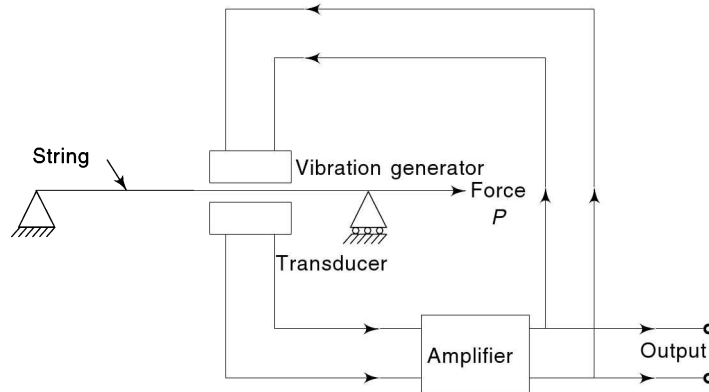 String
Vibration generator
Force
P
Transducer
Amplifier
Output